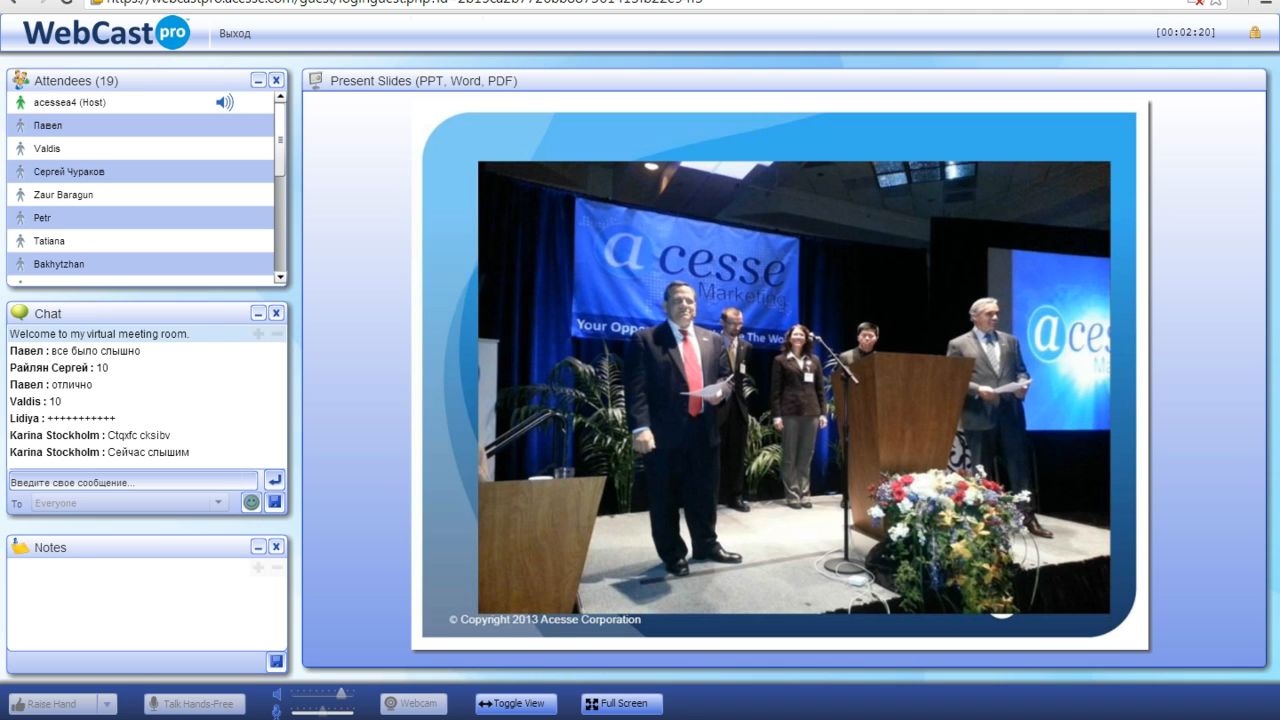 WebCast pro
Выход
[00:02:20]
Attendees (19)
acessea4 (Host)
Павел
Valdis
Сергей Чураков
Zaur Baragun
Petr
Tatiana
Bakhytzhan
Chat
Welcome to my virtual meeting room.
Павел : все было слышно
Райлян Сергей : 10
Павел : отлично
Valdis : 10
Lidiya : +++++++++++
Karina Stockholm : Ctqxfc cksibv
Karina Stockholm : Сейчас слышим
Введите свое сообщение...
To Everyone
Notes
Present Slides (PPT, Word, PDF)
acesse
Marketing
Your
The
© Copyright 2013 Acesse Corporation
Raise Hand
Talk Hands-Free
Webcam
Toggle View
Full Screen